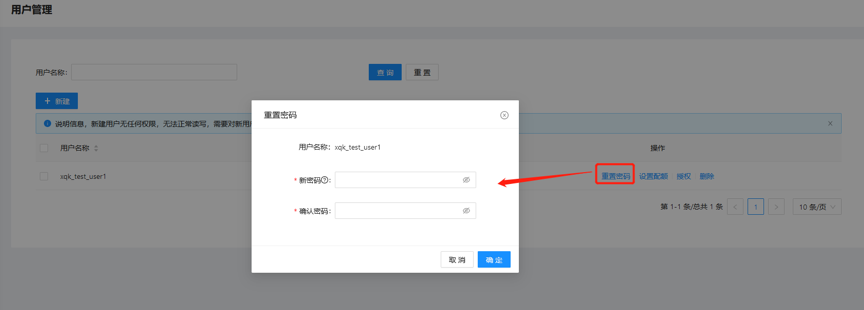 用户管理
用户名称: 查 询 重 置
+ 新建
说明信息，新建用户无任何权限，无法正常读写，需要对新用
用户名称 操作
xqk_test_user1 重置密码 设置配额 授权 删除
第 1-1 条/总共 1 条 < 1 > 10 条/页
重置密码
用户名称: xqk_test_user1
* 新密码?:
* 确认密码:
取 消 确 定